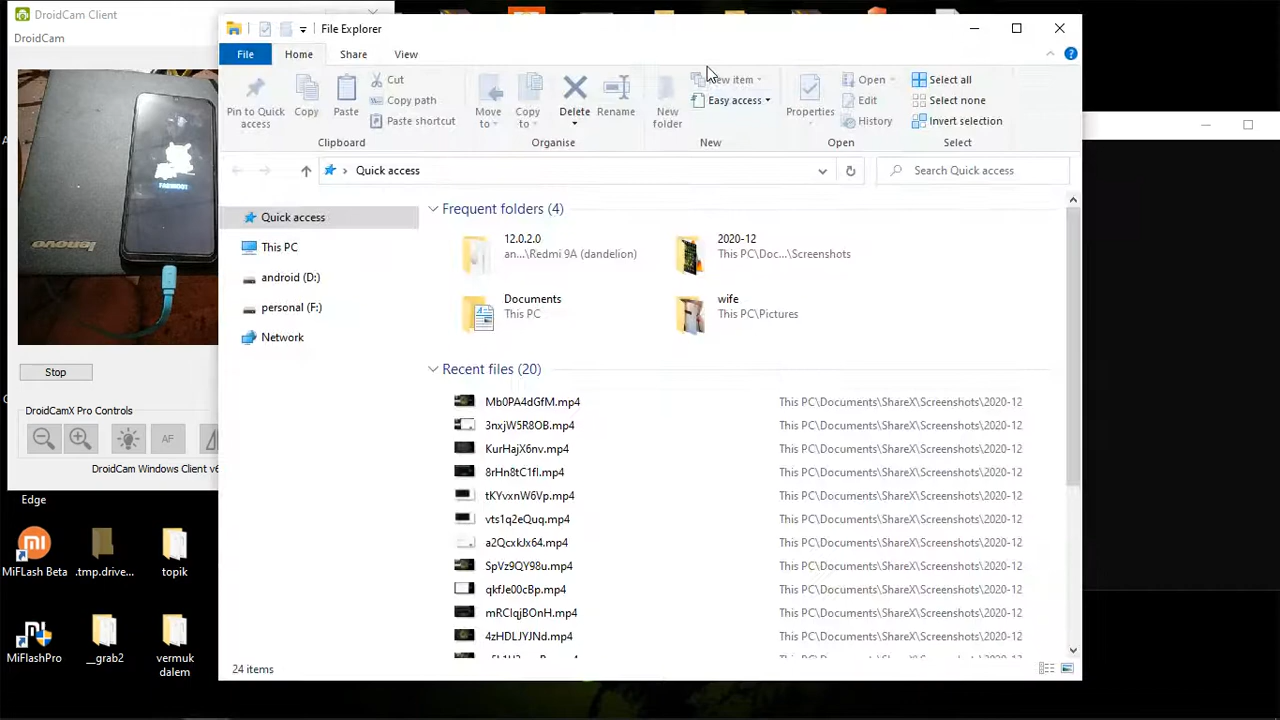 DroidCam Client
DroidCam
FASTBOOT
lenovo
Stop
DroidCamX Pro Controls
AF
DroidCam Windows Client v6
Edge
MiFLash Beta
.tmp.drive...
topik
MiFlashPro
__grab2
vermuk dalem
File Explorer
File
Home
Share
View
Pin to Quick access
Copy
Paste
Cut
Copy path
Paste shortcut
Clipboard
Move to
Copy to
Delete
Rename
Organise
New folder
item
Easy access
New
Properties
Open
Edit
History
Open
Select all
Select none
Invert selection
Select
Quick access
Search Quick access
Quick access
This PC
android (D:)
personal (F:)
Network
Frequent folders (4)
12.0.2.0
an...\Redmi 9A (dandelion)
2020-12
This PC\Doc...\Screenshots
Documents
This PC
wife
This PC\Pictures
Recent files (20)
Mb0PA4dGfM.mp4 This PC\Documents\ShareX\Screenshots\2020-12
3nxjW5R8OB.mp4 This PC\Documents\ShareX\Screenshots\2020-12
KurHajX6nv.mp4 This PC\Documents\ShareX\Screenshots\2020-12
8rHn8tC1fI.mp4 This PC\Documents\ShareX\Screenshots\2020-12
tKYvxnW6Vp.mp4 This PC\Documents\ShareX\Screenshots\2020-12
vts1q2eQuq.mp4 This PC\Documents\ShareX\Screenshots\2020-12
a2QcxkJx64.mp4 This PC\Documents\ShareX\Screenshots\2020-12
SpVz9QY98u.mp4 This PC\Documents\ShareX\Screenshots\2020-12
qkfJe00cBp.mp4 This PC\Documents\ShareX\Screenshots\2020-12
mRCIqjBOnH.mp4 This PC\Documents\ShareX\Screenshots\2020-12
4zHDLJYJNd.mp4 This PC\Documents\ShareX\Screenshots\2020-12
24 items